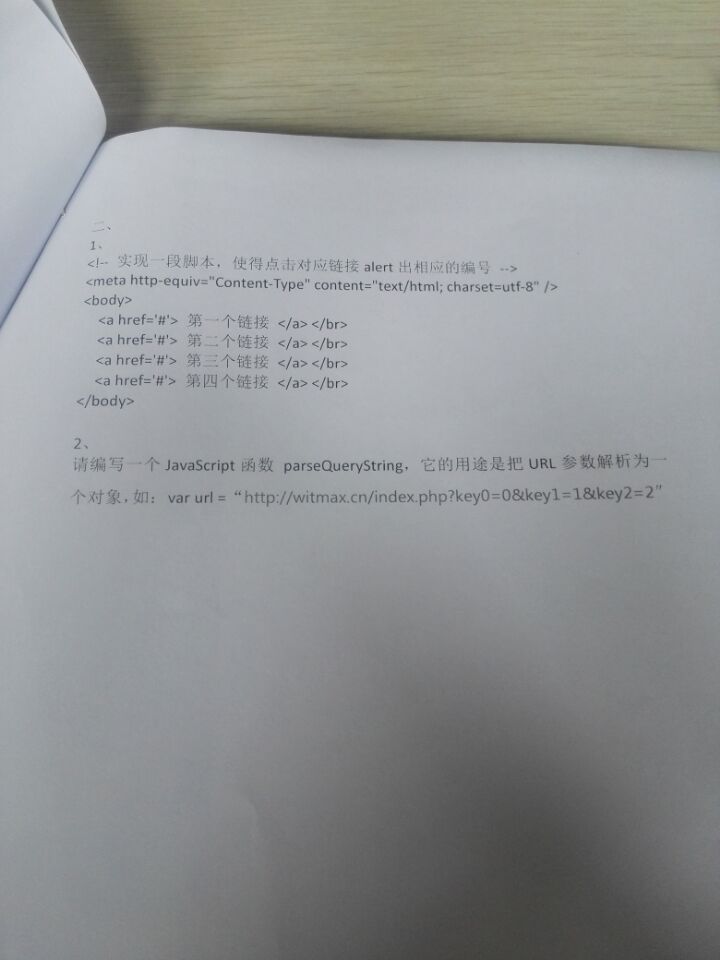 二、
1、
<!-- 实现一段脚本，使得点击对应链接 alert 出相应的编号 -->
<meta http-equiv="Content-Type" content="text/html; charset=utf-8" />
<body>
<a href='#'> 第一个链接 </a> </br>
<a href='#'> 第二个链接 </a> </br>
<a href='#'> 第三个链接 </a> </br>
<a href='#'> 第四个链接 </a> </br>
</body>
2、
请编写一个 JavaScript 函数 parseQueryString，它的用途是把 URL 参数解析为一
个对象，如：var url = “http://witmax.cn/index.php?key0=0&key1=1&key2=2”